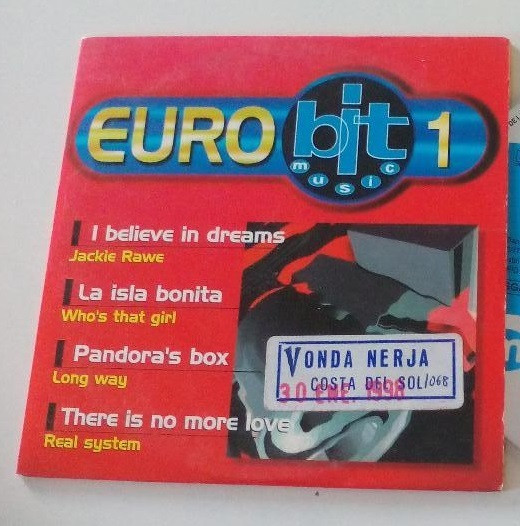 EURO bit music 1
I believe in dreams
Jackie Rawe
La isla bonita
Who's that girl
Pandora's box
Long way
There is no more love
Real system
VONDA NERJA
COSTA DEL SOL/068
30 ENE. 1998